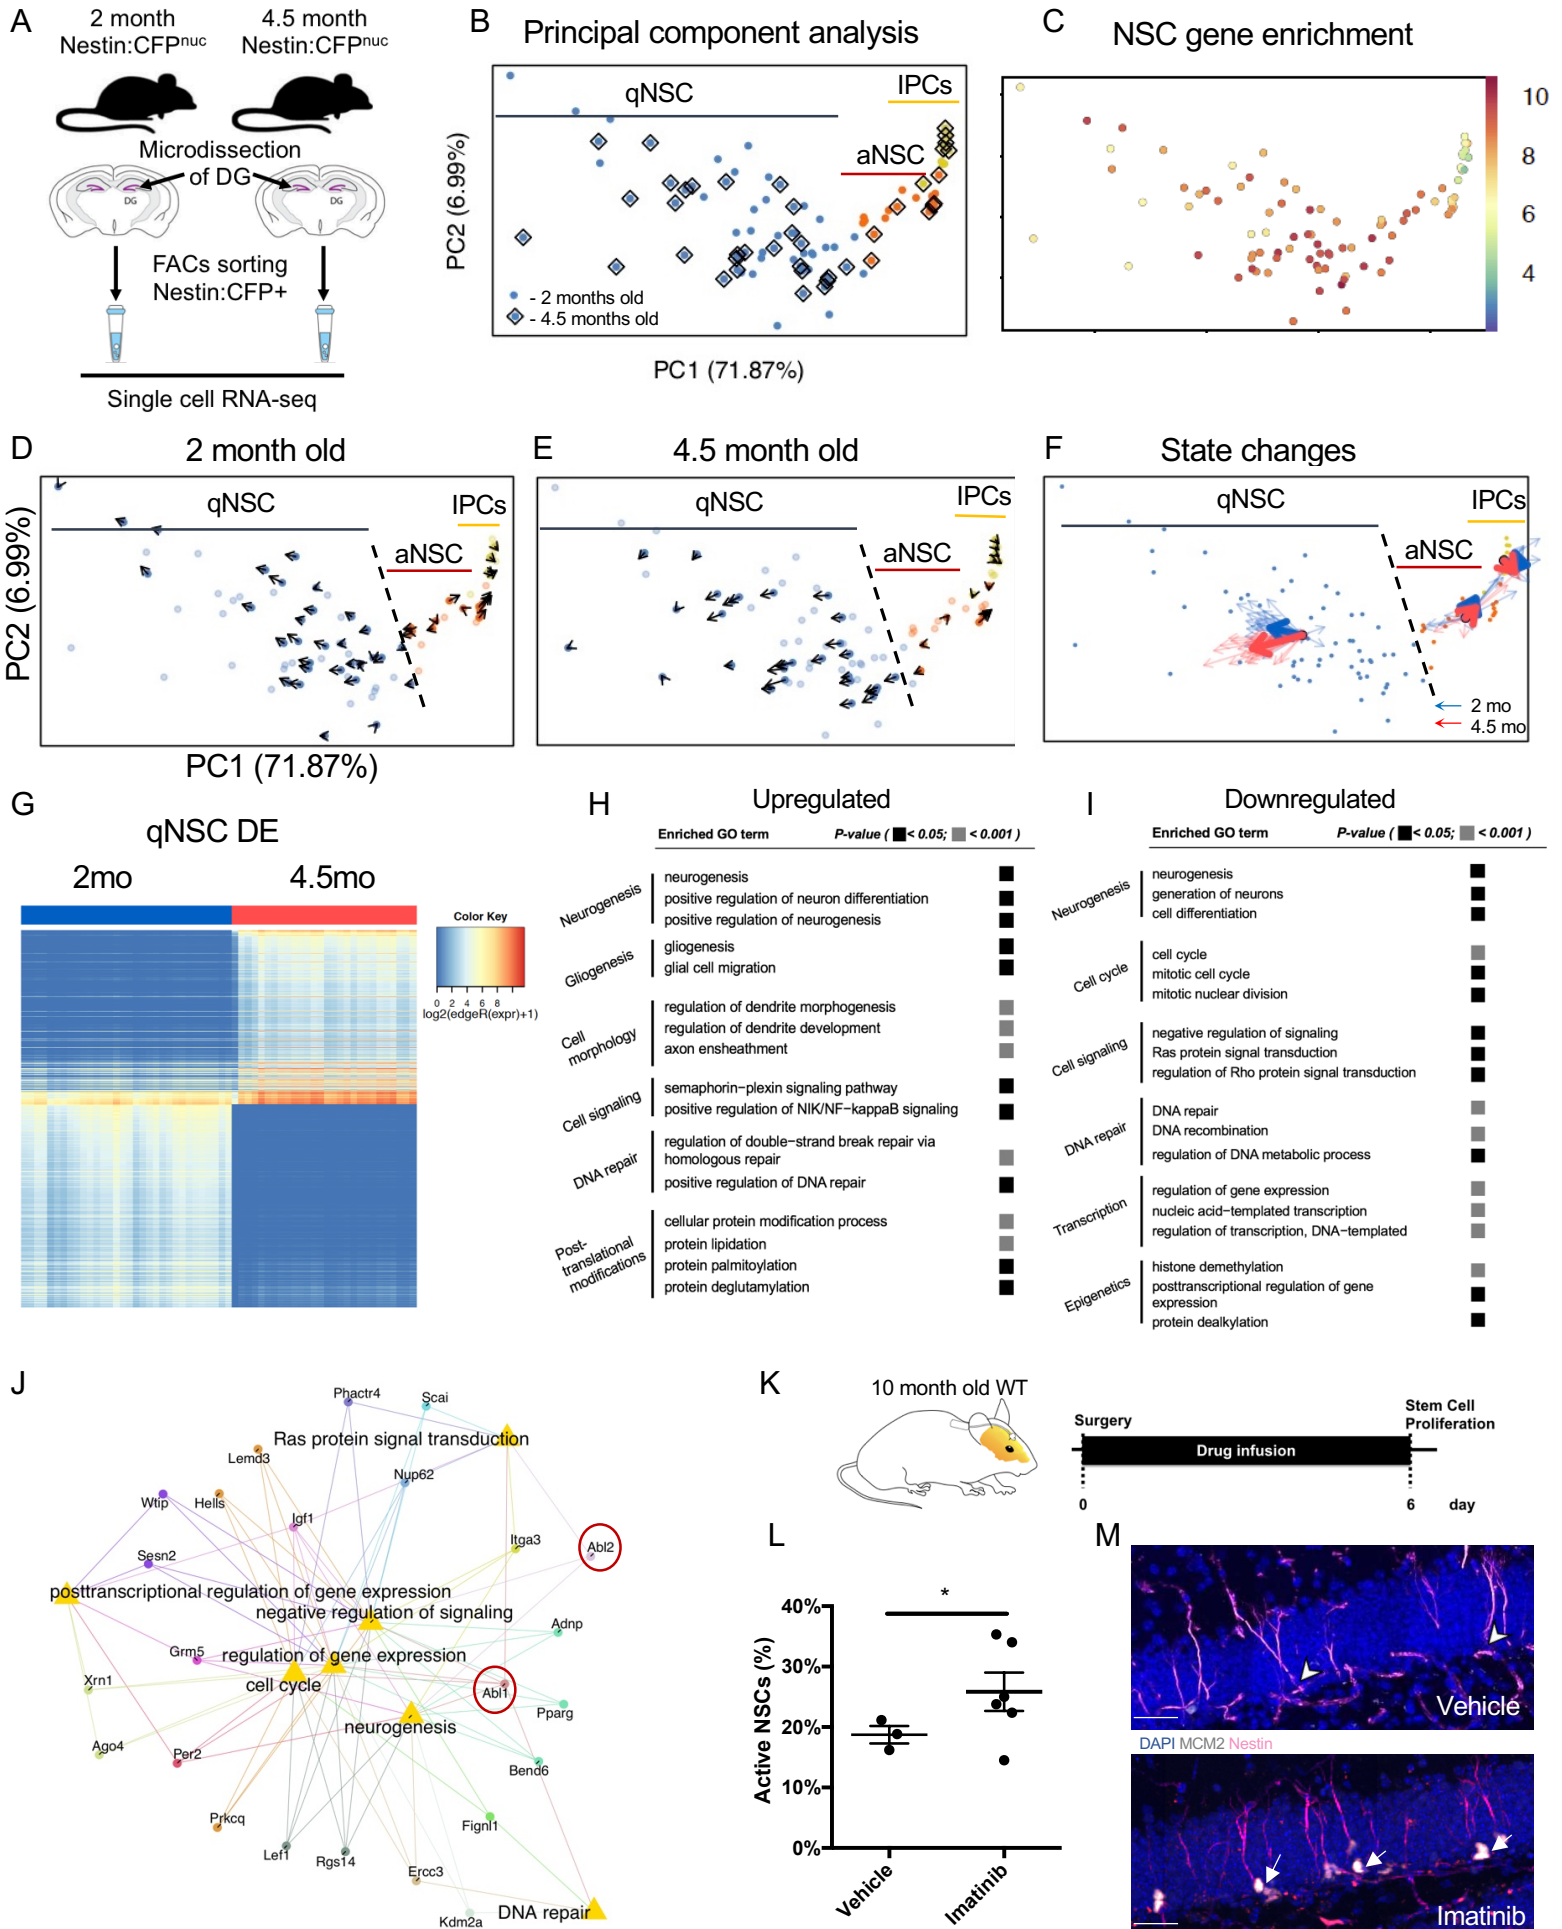 A
2 month
Nestin:CFPnuc
4.5 month
Nestin:CFPnuc
Microdissection
of DG
DG
DG
FACs sorting
Nestin:CFP+
Single cell RNA-seq
B
Principal component analysis
qNSC
IPCs
aNSC
PC2 (6.99%)
- 2 months old
- 4.5 months old
PC1 (71.87%)
C
NSC gene enrichment
10
8
6
4
D
2 month old
qNSC
IPCs
aNSC
PC2 (6.99%)
PC1 (71.87%)
E
4.5 month old
qNSC
IPCs
aNSC
F
State changes
qNSC
IPCs
aNSC
2 mo
4.5 mo
G
qNSC DE
2mo
4.5mo
Color Key
0 2 4 6 8
log2(edgeR(expr)+1)
H
Upregulated
Enriched GO term
P-value ( < 0.05; < 0.001 )
Neurogenesis
neurogenesis
positive regulation of neuron differentiation
positive regulation of neurogenesis
Gliogenesis
gliogenesis
glial cell migration
Cell
morphology
regulation of dendrite morphogenesis
regulation of dendrite development
axon ensheathment
Cell signaling
semaphorin-plexin signaling pathway
positive regulation of NIK/NF-kappaB signaling
DNA repair
regulation of double-strand break repair via
homologous repair
positive regulation of DNA repair
Post-
translational
modifications
cellular protein modification process
protein lipidation
protein palmitoylation
protein deglutamylation
I
Downregulated
Enriched GO term
P-value ( < 0.05; < 0.001 )
Neurogenesis
neurogenesis
generation of neurons
cell differentiation
Cell cycle
cell cycle
mitotic cell cycle
mitotic nuclear division
Cell signaling
negative regulation of signaling
Ras protein signal transduction
regulation of Rho protein signal transduction
DNA repair
DNA repair
DNA recombination
regulation of DNA metabolic process
Transcription
regulation of gene expression
nucleic acid-templated transcription
regulation of transcription, DNA-templated
Epigenetics
histone demethylation
posttranscriptional regulation of gene
expression
protein dealkylation
J
Phactr4
Scai
Ras protein signal transduction
Lemd3
Nup62
Wtip
Hells
Igf1
Itga3
Abl2
Sesn2
posttranscriptional regulation of gene expression
negative regulation of signaling
Adnp
Grm5
regulation of gene expression
Xrn1
cell cycle
Abl1
Pparg
neurogenesis
Ago4
Per2
Bend6
Prkcq
Fignl1
Lef1
Rgs14
Ercc3
Kdm2a
DNA repair
K
10 month old WT
Surgery
Stem Cell
Proliferation
Drug infusion
0
6
day
L
*
Active NSCs (%)
40%
30%
20%
10%
0%
Vehicle
Imatinib
M
Vehicle
DAPI MCM2 Nestin
Imatinib